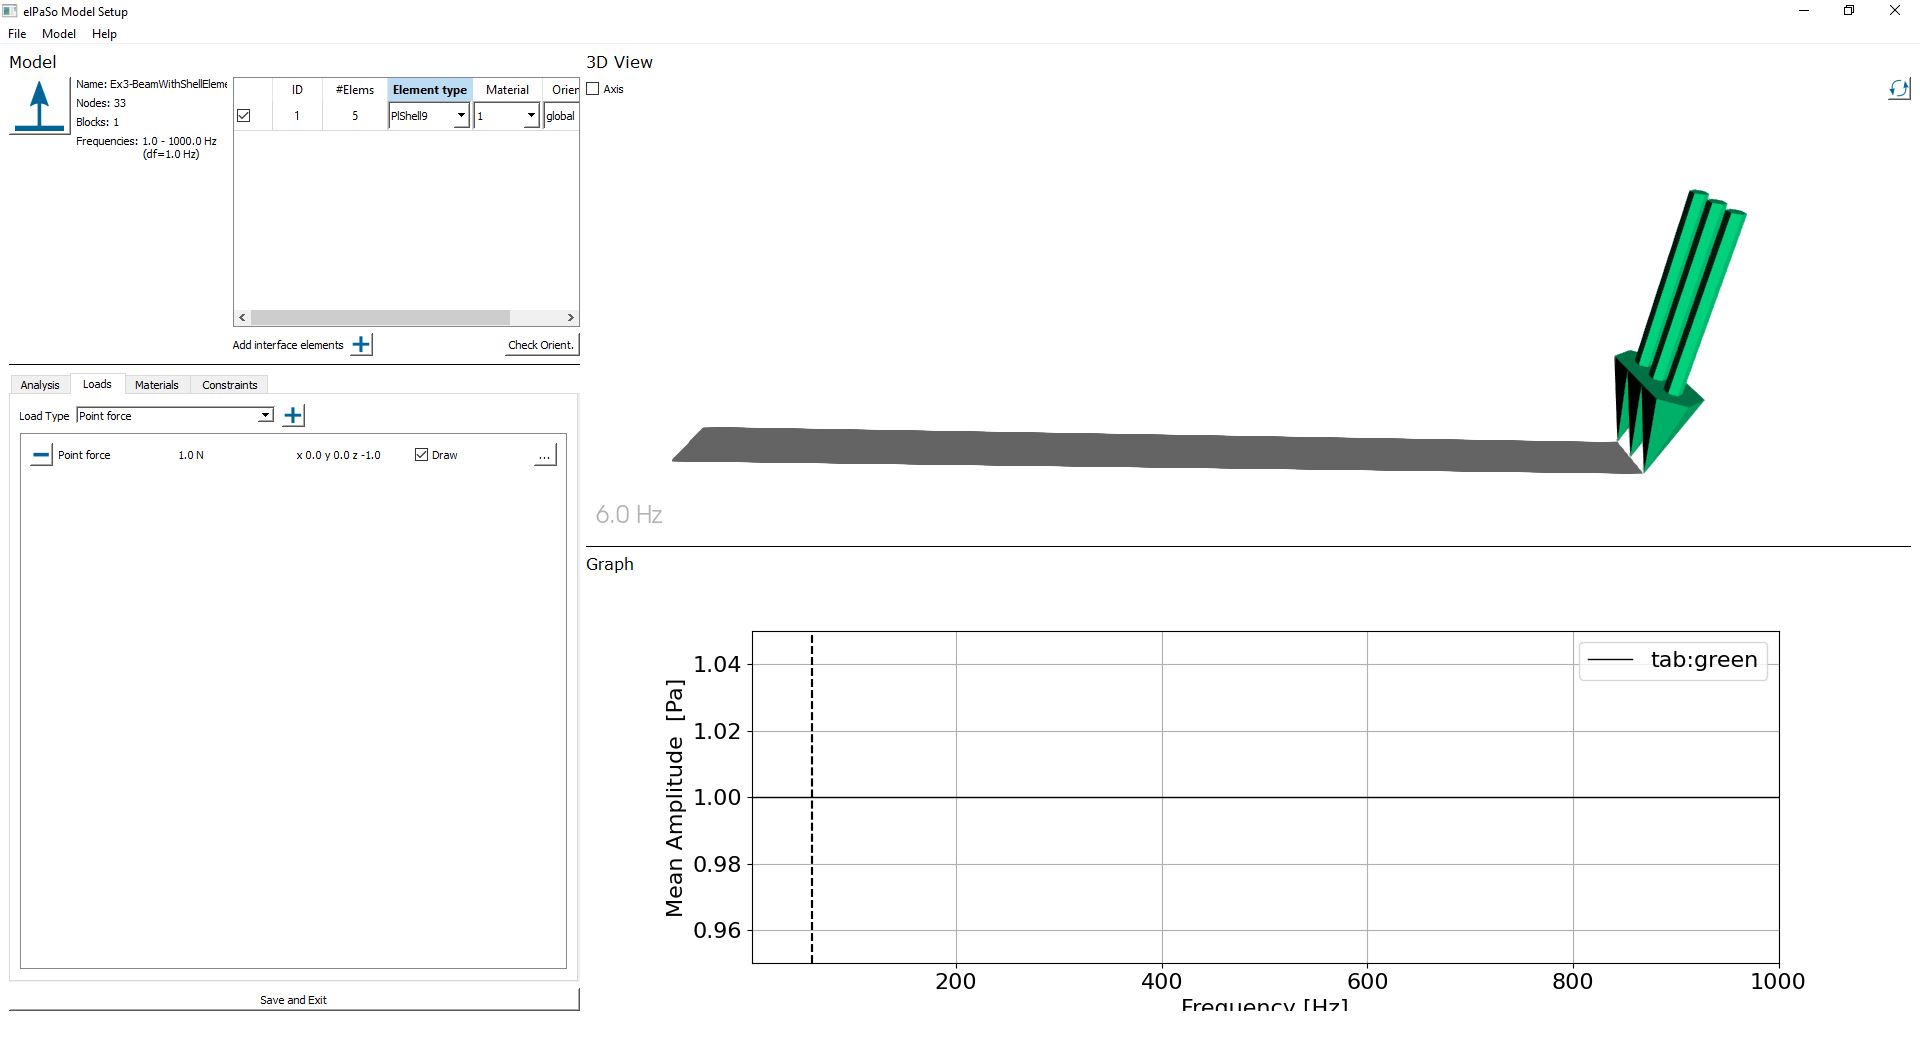 elPaSo Model Setup
File Model Help
Model
Name: Ex3-BeamWithShellEleme
Nodes: 33
Blocks: 1
Frequencies: 1.0 - 1000.0 Hz
(df=1.0 Hz)
ID #Elems Element type Material Orier
1 5 PlShell9 1 global
Add interface elements Check Orient.
Analysis Loads Materials Constraints
Load Type Point force
Point force 1.0 N x 0.0 y 0.0 z -1.0 Draw ...
Save and Exit
3D View
Axis
6.0 Hz
Graph
tab:green
Mean Amplitude [Pa]
1.04
1.02
1.00
0.98
0.96
200 400 600 800 1000
Frequency [Hz]